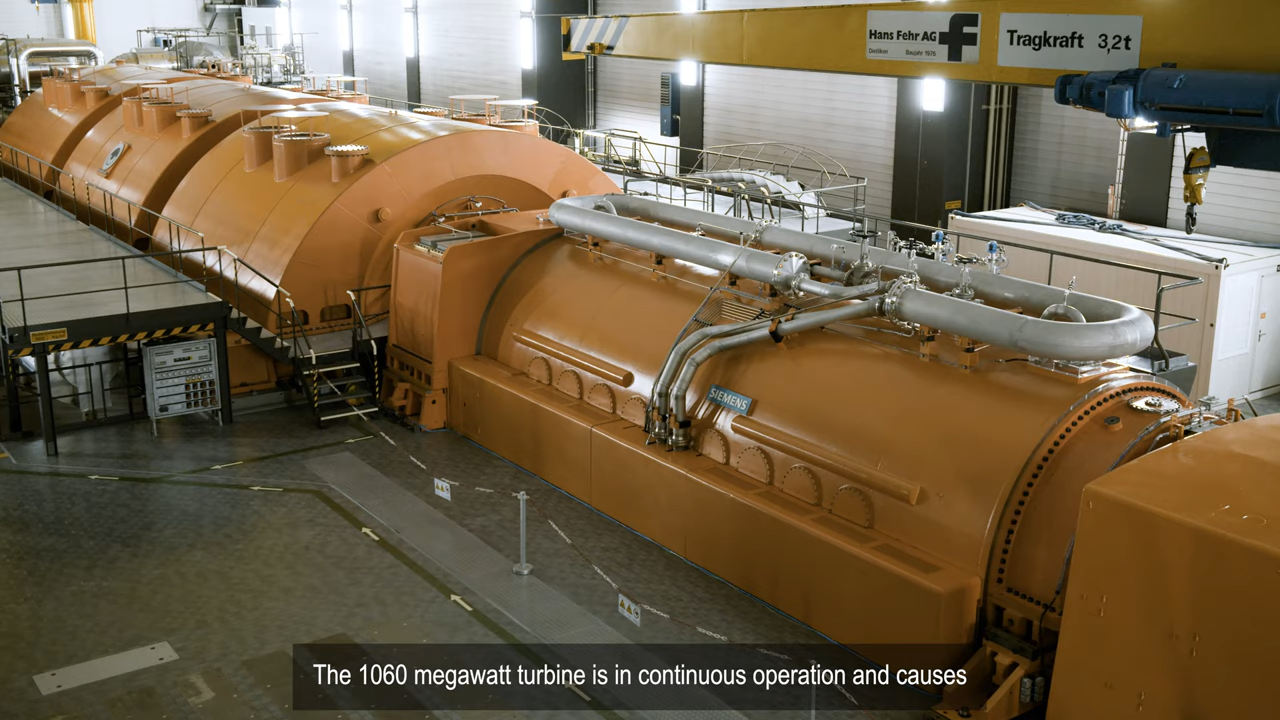 Hans Fehr AG
Dietlikon Baujahr 1976
Tragkraft 3,2t
SIEMENS
The 1060 megawatt turbine is in continuous operation and causes